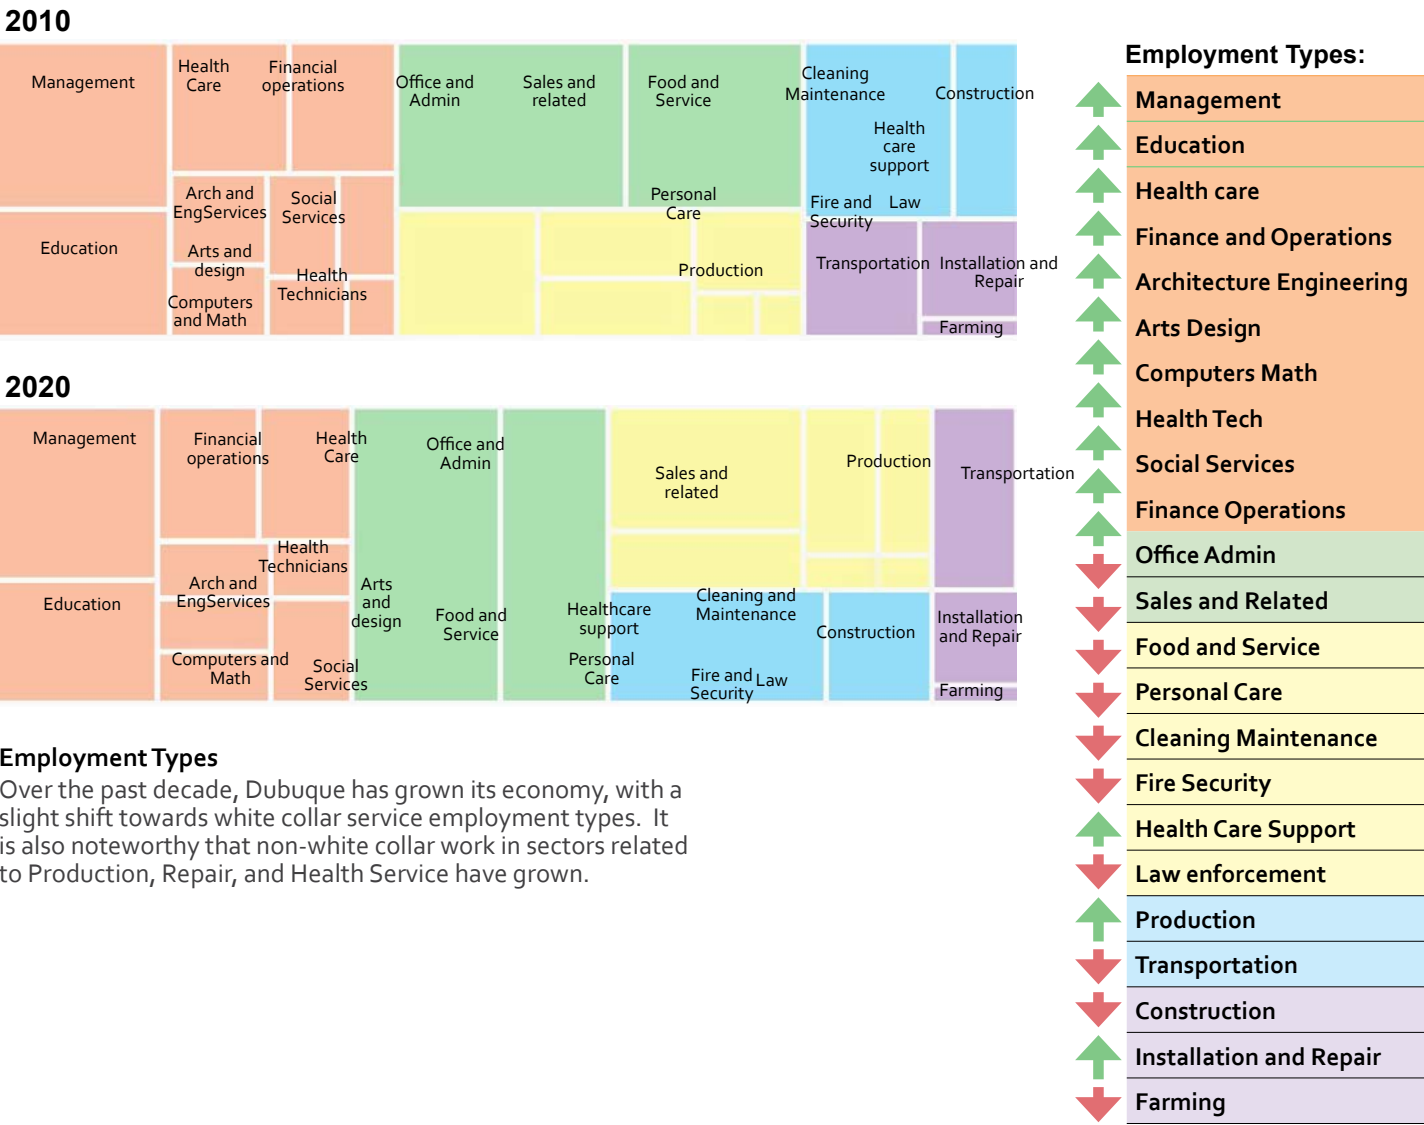 2010
Management
Health
Care
Financial
operations
Office and
Admin
Sales and
related
Food and
Service
Cleaning
Maintenance
Construction
Health
care
support
Arch and
EngServices
Social
Services
Personal
Care
Fire and
Security
Law
Education
Arts and
design
Health
Technicians
Computers
and Math
Production
Transportation
Installation and
Repair
Farming
2020
Management
Financial
operations
Health
Care
Office and
Admin
Sales and
related
Production
Transportation
Education
Arch and
EngServices
Health
Technicians
Arts
and
design
Food and
Service
Healthcare
support
Cleaning and
Maintenance
Construction
Installation
and Repair
Computers and
Math
Social
Services
Personal
Care
Fire and
Security
Law
Farming
Employment Types
Over the past decade, Dubuque has grown its economy, with a
slight shift towards white collar service employment types. It
is also noteworthy that non-white collar work in sectors related
to Production, Repair, and Health Service have grown.
Employment Types:
Management
Education
Health care
Finance and Operations
Architecture Engineering
Arts Design
Computers Math
Health Tech
Social Services
Finance Operations
Office Admin
Sales and Related
Food and Service
Personal Care
Cleaning Maintenance
Fire Security
Health Care Support
Law enforcement
Production
Transportation
Construction
Installation and Repair
Farming